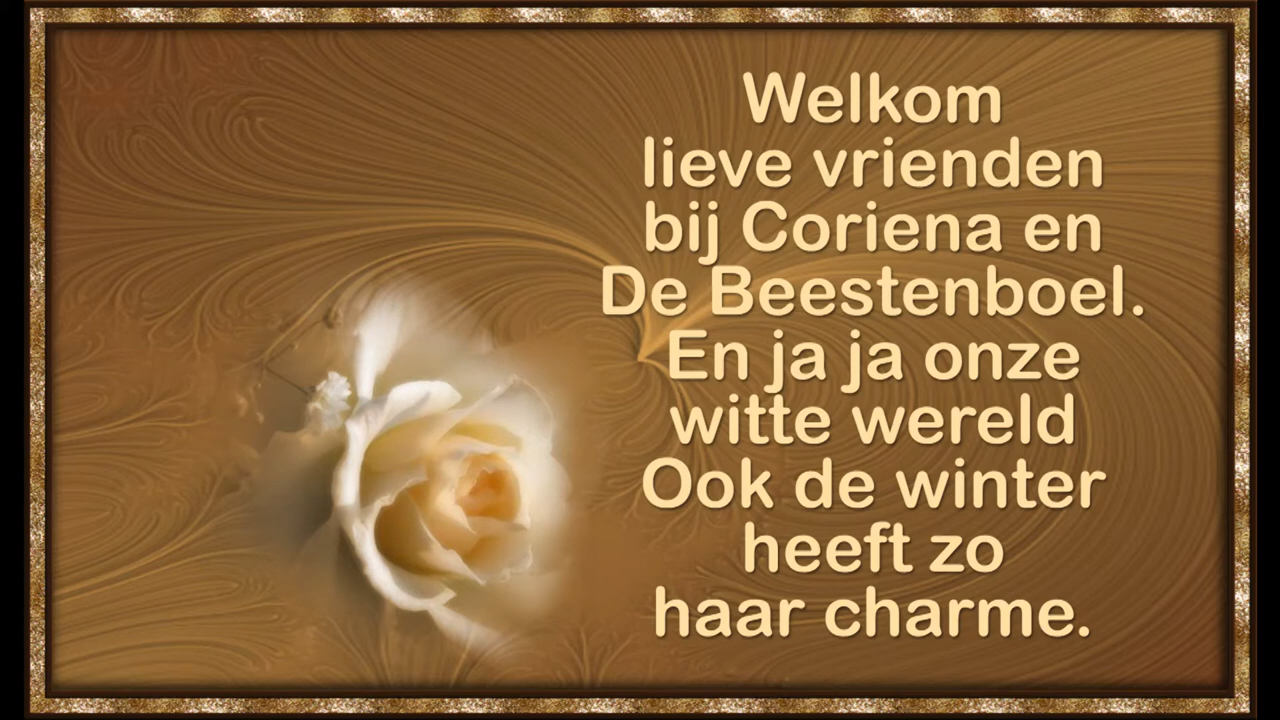 Welkom
lieve vrienden
bij Coriena en
De Beestenboel.
En ja ja onze
witte wereld
Ook de winter
heeft zo
haar charme.